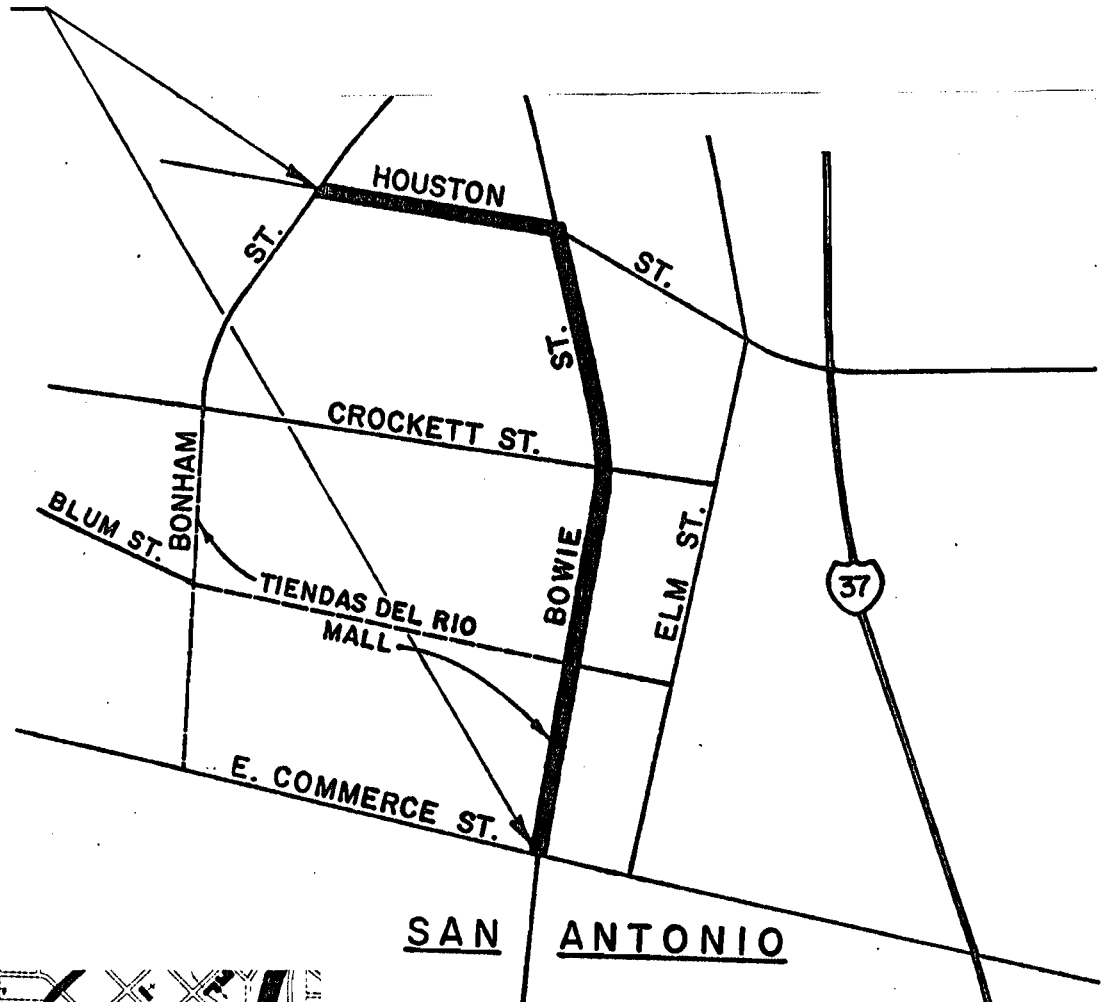 HOUSTON
ST.
ST.
ST.
CROCKETT ST.
BONHAM
BLUM ST.
TIENDAS DEL RIO
MALL
BOWIE
ELM ST.
37
E. COMMERCE ST.
SAN ANTONIO